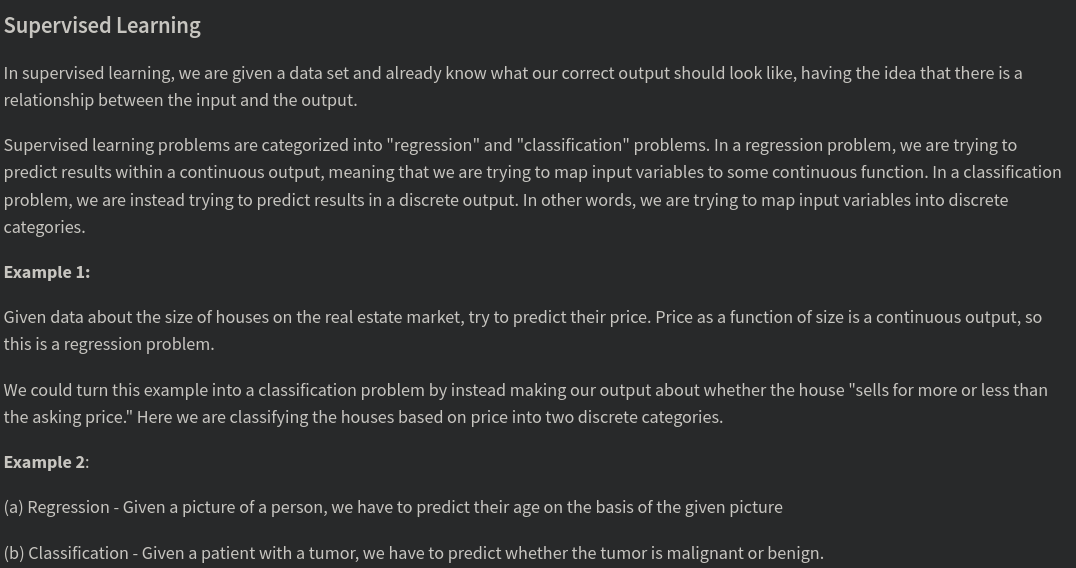 Supervised Learning
In supervised learning, we are given a data set and already know what our correct output should look like, having the idea that there is a
relationship between the input and the output.
Supervised learning problems are categorized into "regression" and "classification" problems. In a regression problem, we are trying to
predict results within a continuous output, meaning that we are trying to map input variables to some continuous function. In a classification
problem, we are instead trying to predict results in a discrete output. In other words, we are trying to map input variables into discrete
categories.
Example 1:
Given data about the size of houses on the real estate market, try to predict their price. Price as a function of size is a continuous output, so
this is a regression problem.
We could turn this example into a classification problem by instead making our output about whether the house "sells for more or less than
the asking price." Here we are classifying the houses based on price into two discrete categories.
Example 2:
(a) Regression - Given a picture of a person, we have to predict their age on the basis of the given picture
(b) Classification - Given a patient with a tumor, we have to predict whether the tumor is malignant or benign.